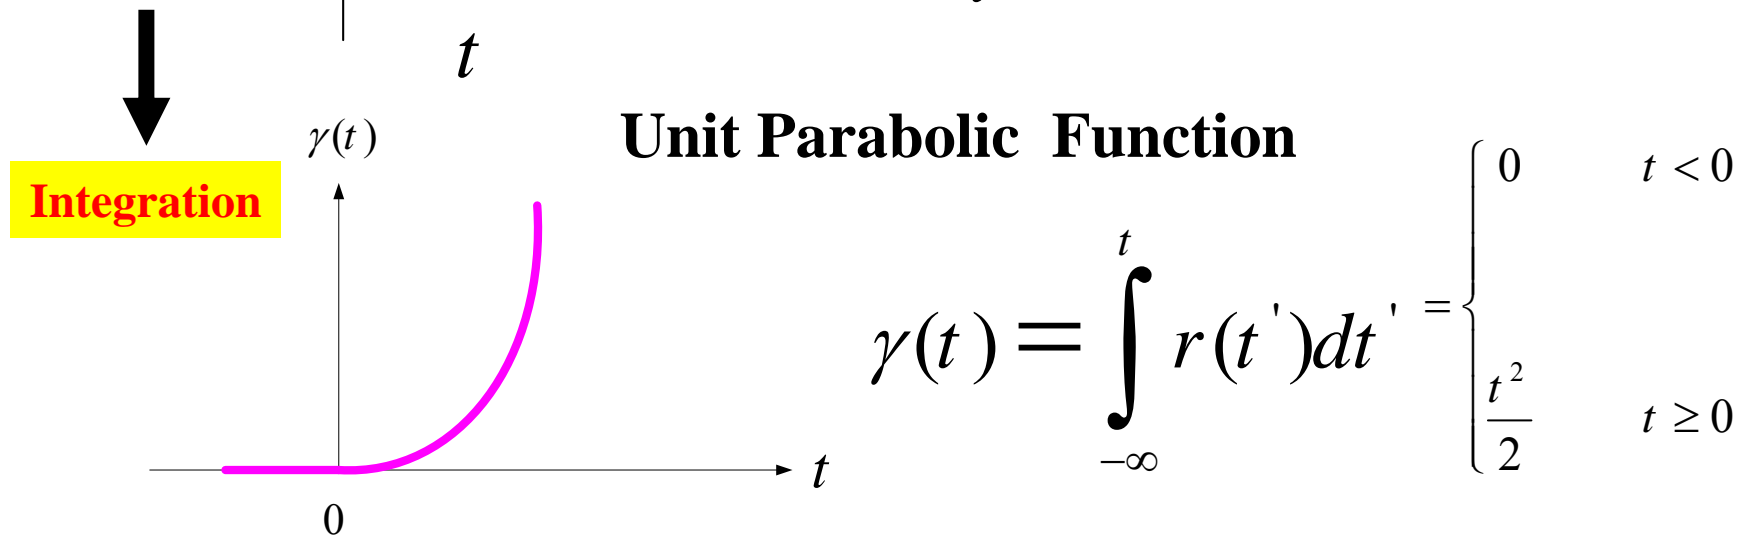 t
γ(t)
Unit Parabolic Function
Integration
γ(t) = ∫_{-∞}^{t} r(t')dt' = { 0   t < 0
t²/2   t ≥ 0
t
0